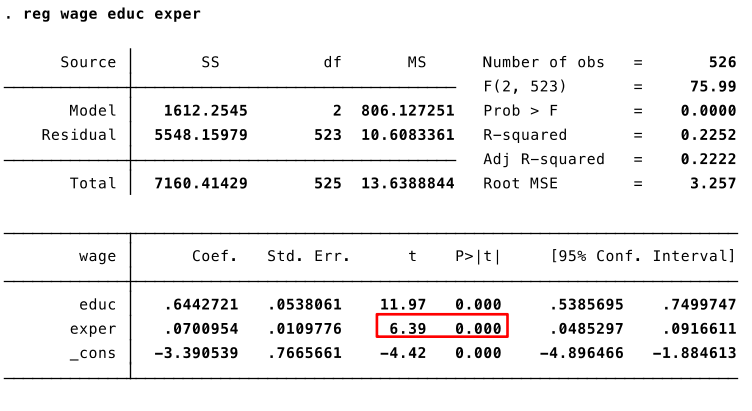 . reg wage educ exper
Source SS df MS Number of obs = 526
F(2, 523) = 75.99
Model 1612.2545 2 806.127251 Prob > F = 0.0000
Residual 5548.15979 523 10.6083361 R-squared = 0.2252
Adj R-squared = 0.2222
Total 7160.41429 525 13.6388844 Root MSE = 3.257
wage Coef. Std. Err. t P>|t| [95% Conf. Interval]
educ .6442721 .0538061 11.97 0.000 .5385695 .7499747
exper .0700954 .0109776 6.39 0.000 .0485297 .0916611
_cons -3.390539 .7665661 -4.42 0.000 -4.896466 -1.884613